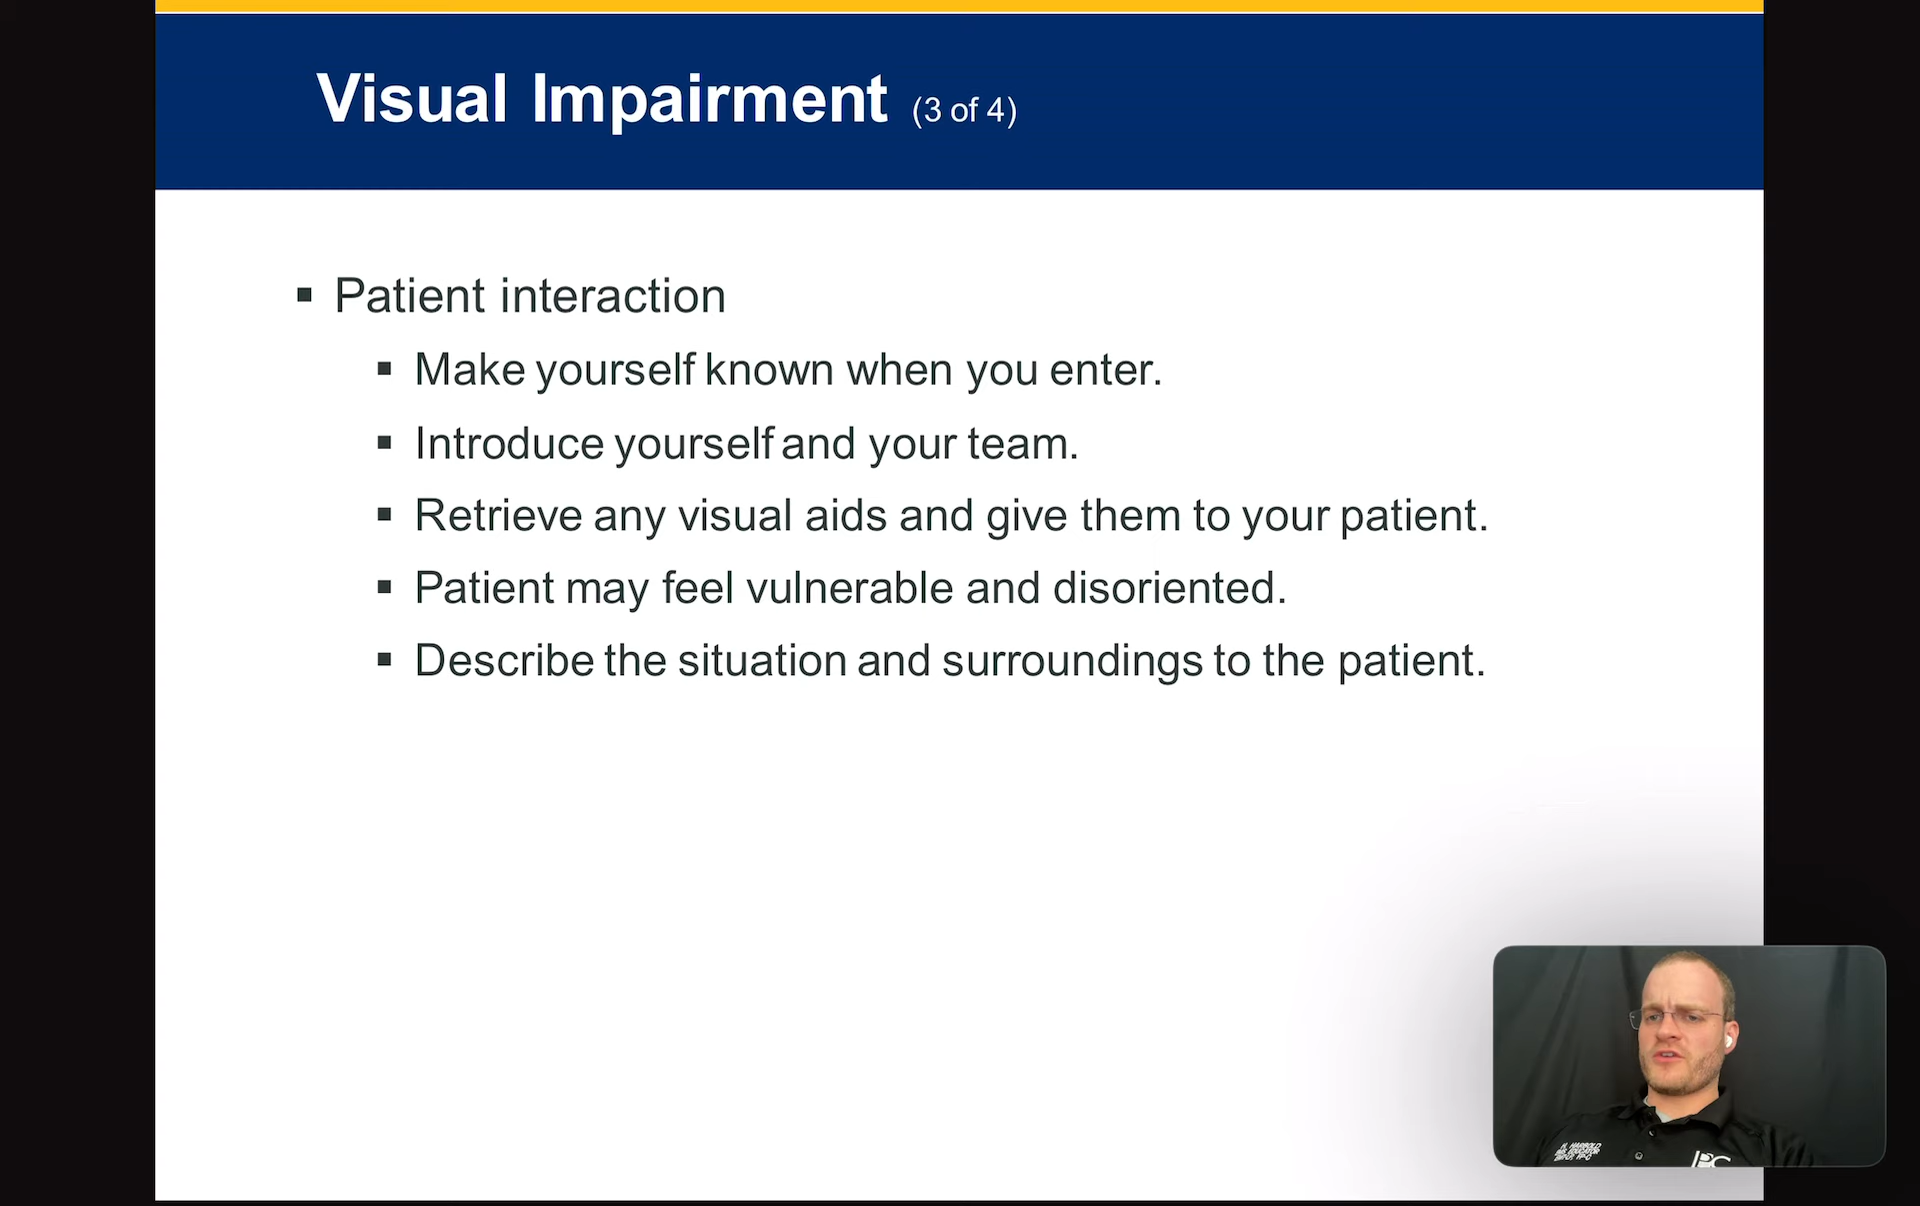 Visual Impairment (3 of 4)
▪ Patient interaction
▪ Make yourself known when you enter.
▪ Introduce yourself and your team.
▪ Retrieve any visual aids and give them to your patient.
▪ Patient may feel vulnerable and disoriented.
▪ Describe the situation and surroundings to the patient.